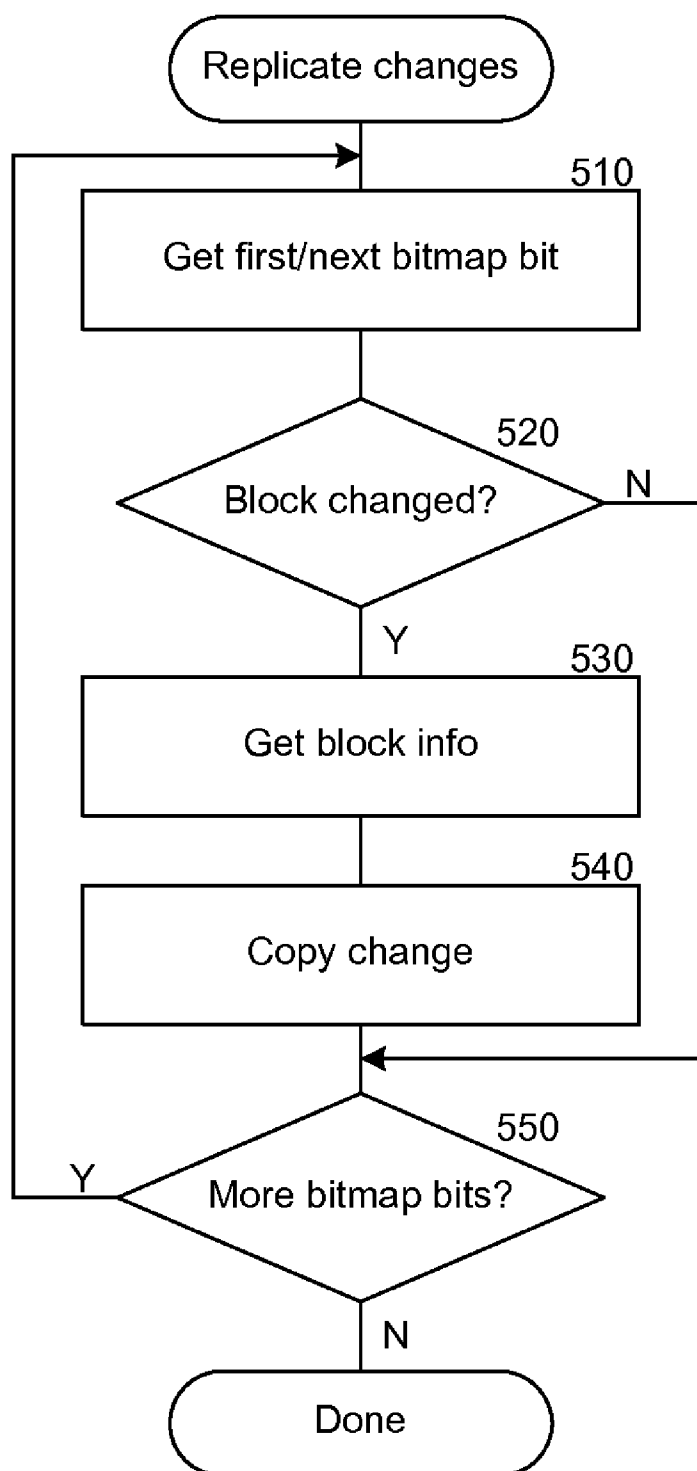 Replicate changes
510
Get first/next bitmap bit
520
Block changed?
N
Y
530
Get block info
540
Copy change
550
More bitmap bits?
Y
N
Done